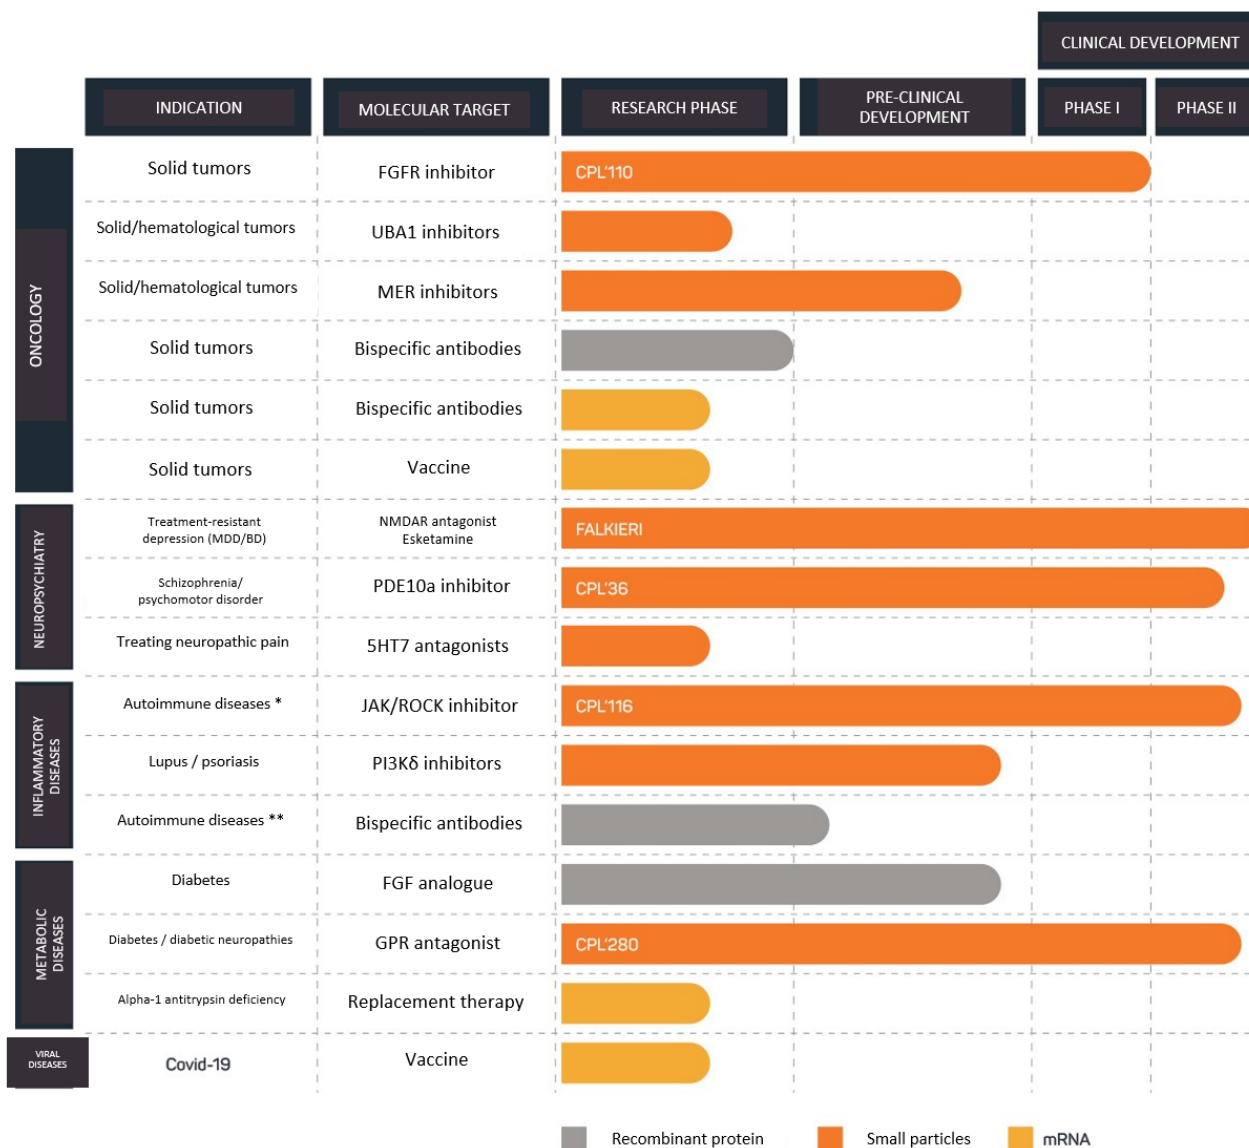 CLINICAL DEVELOPMENT
INDICATION
MOLECULAR TARGET
RESEARCH PHASE
PRE-CLINICAL
DEVELOPMENT
PHASE I
PHASE II
ONCOLOGY
Solid tumors
FGFR inhibitor
CPL'110
Solid/hematological tumors
UBA1 inhibitors
Solid/hematological tumors
MER inhibitors
Solid tumors
Bispecific antibodies
Solid tumors
Bispecific antibodies
Solid tumors
Vaccine
NEUROPSYCHIATRY
Treatment-resistant
depression (MDD/BD)
NMDAR antagonist
Esketamine
FALKIERI
Schizophrenia/
psychomotor disorder
PDE10a inhibitor
CPL'36
Treating neuropathic pain
5HT7 antagonists
INFLAMMATORY
DISEASES
Autoimmune diseases *
JAK/ROCK inhibitor
CPL'116
Lupus / psoriasis
PI3Kδ inhibitors
Autoimmune diseases **
Bispecific antibodies
METABOLIC
DISEASES
Diabetes
FGF analogue
Diabetes / diabetic neuropathies
GPR antagonist
CPL'280
Alpha-1 antitrypsin deficiency
Replacement therapy
VIRAL
DISEASES
Covid-19
Vaccine
Recombinant protein
Small particles
mRNA